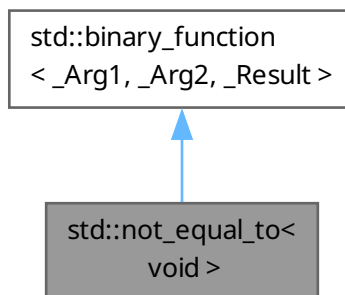 std::binary_function
< _Arg1, _Arg2, _Result >
std::not_equal_to<
void >